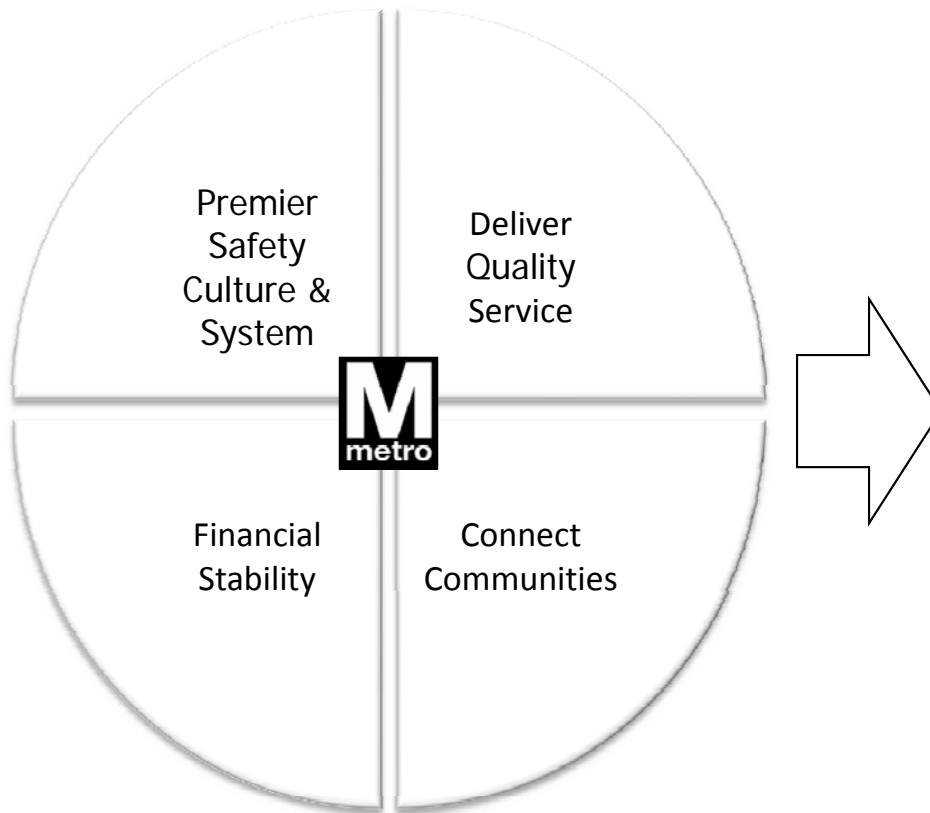 Premier
Safety
Culture &
System
Deliver
Quality
Service
M
metro
Financial
Stability
Connect
Communities